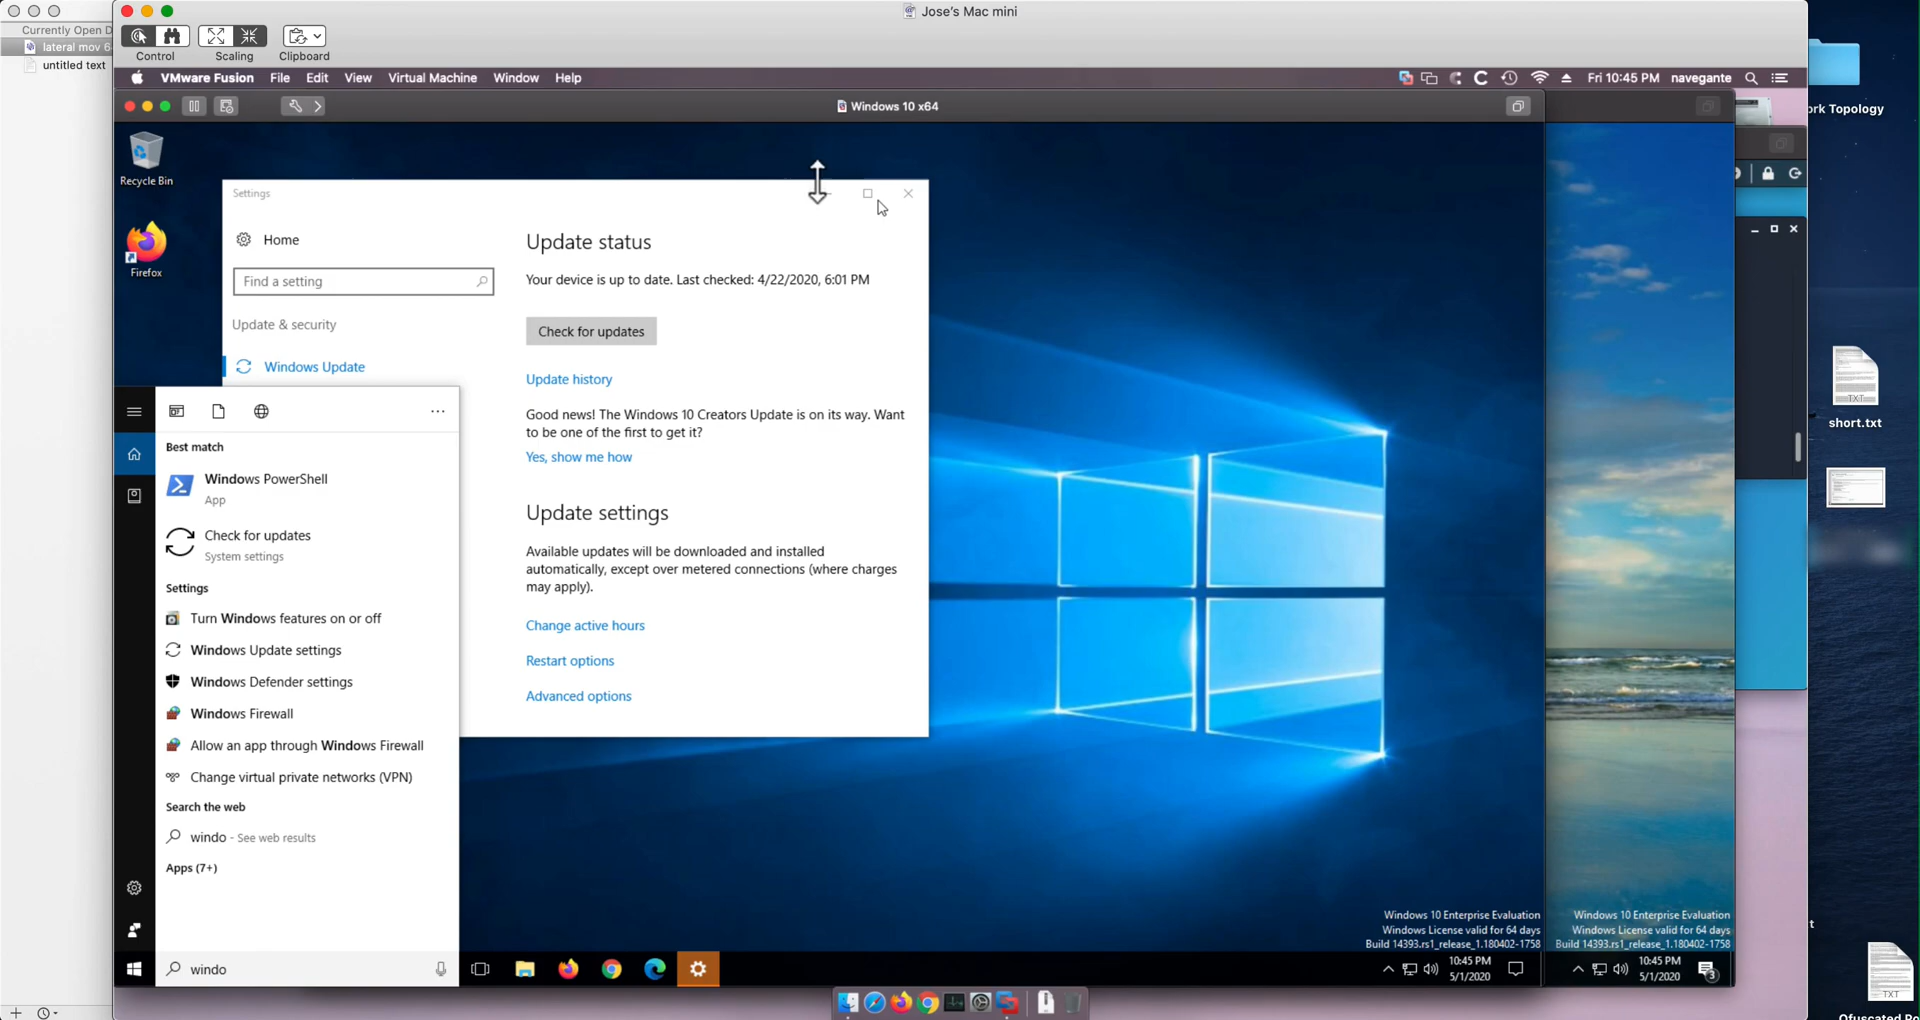 Jose's Mac mini
Currently Open D
lateral mov 6
untitled text
Control
Scaling
Clipboard
VMware Fusion File Edit View Virtual Machine Window Help
Fri 10:45 PM navegante
Windows 10 x64
Recycle Bin
Firefox
Settings
Home
Find a setting
Update & security
Windows Update
Update status
Your device is up to date. Last checked: 4/22/2020, 6:01 PM
Check for updates
Update history
Good news! The Windows 10 Creators Update is on its way. Want
to be one of the first to get it?
Yes, show me how
Update settings
Available updates will be downloaded and installed
automatically, except over metered connections (where charges
may apply).
Change active hours
Restart options
Advanced options
Best match
Windows PowerShell
App
Check for updates
System settings
Settings
Turn Windows features on or off
Windows Update settings
Windows Defender settings
Windows Firewall
Allow an app through Windows Firewall
Change virtual private networks (VPN)
Search the web
windo - See web results
Apps (7+)
windo
Windows 10 Enterprise Evaluation
Windows License valid for 64 days
Build 14393.rs1_release_1.180402-1758
10:45 PM
5/1/2020
Windows 10 Enterprise Evaluation
Windows License valid for 64 days
Build 14393.rs1_release_1.180402-1758
10:45 PM
5/1/2020
3
rk Topology
TXT
short.txt
t
TXT